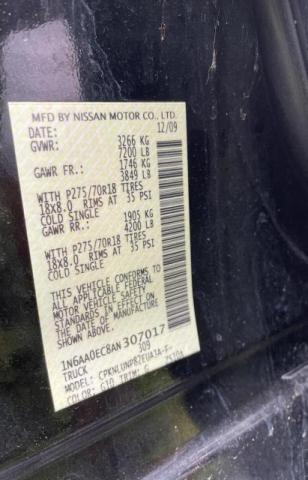 MFD BY NISSAN MOTOR CO., LTD.
DATE: 12/09
GVWR: 3266 KG
7200 LB
GAWR FR.: 1746 KG
3849 LB
WITH P275/70R18 TIRES
18X8.0 RIMS AT 35 PSI
COLD SINGLE
GAWR RR.: 1905 KG
4200 LB
WITH P275/70R18 TIRES
18X8.0 RIMS AT 35 PSI
COLD SINGLE
THIS VEHICLE CONFORMS TO
ALL APPLICABLE FEDERAL
MOTOR VEHICLE SAFETY
STANDARDS IN EFFECT ON
THE DATE OF MANUFACTURE
SHOWN ABOVE.
1N6AA0EC8AN307017
TRUCK 309
COLOR: G10 TRIM: G